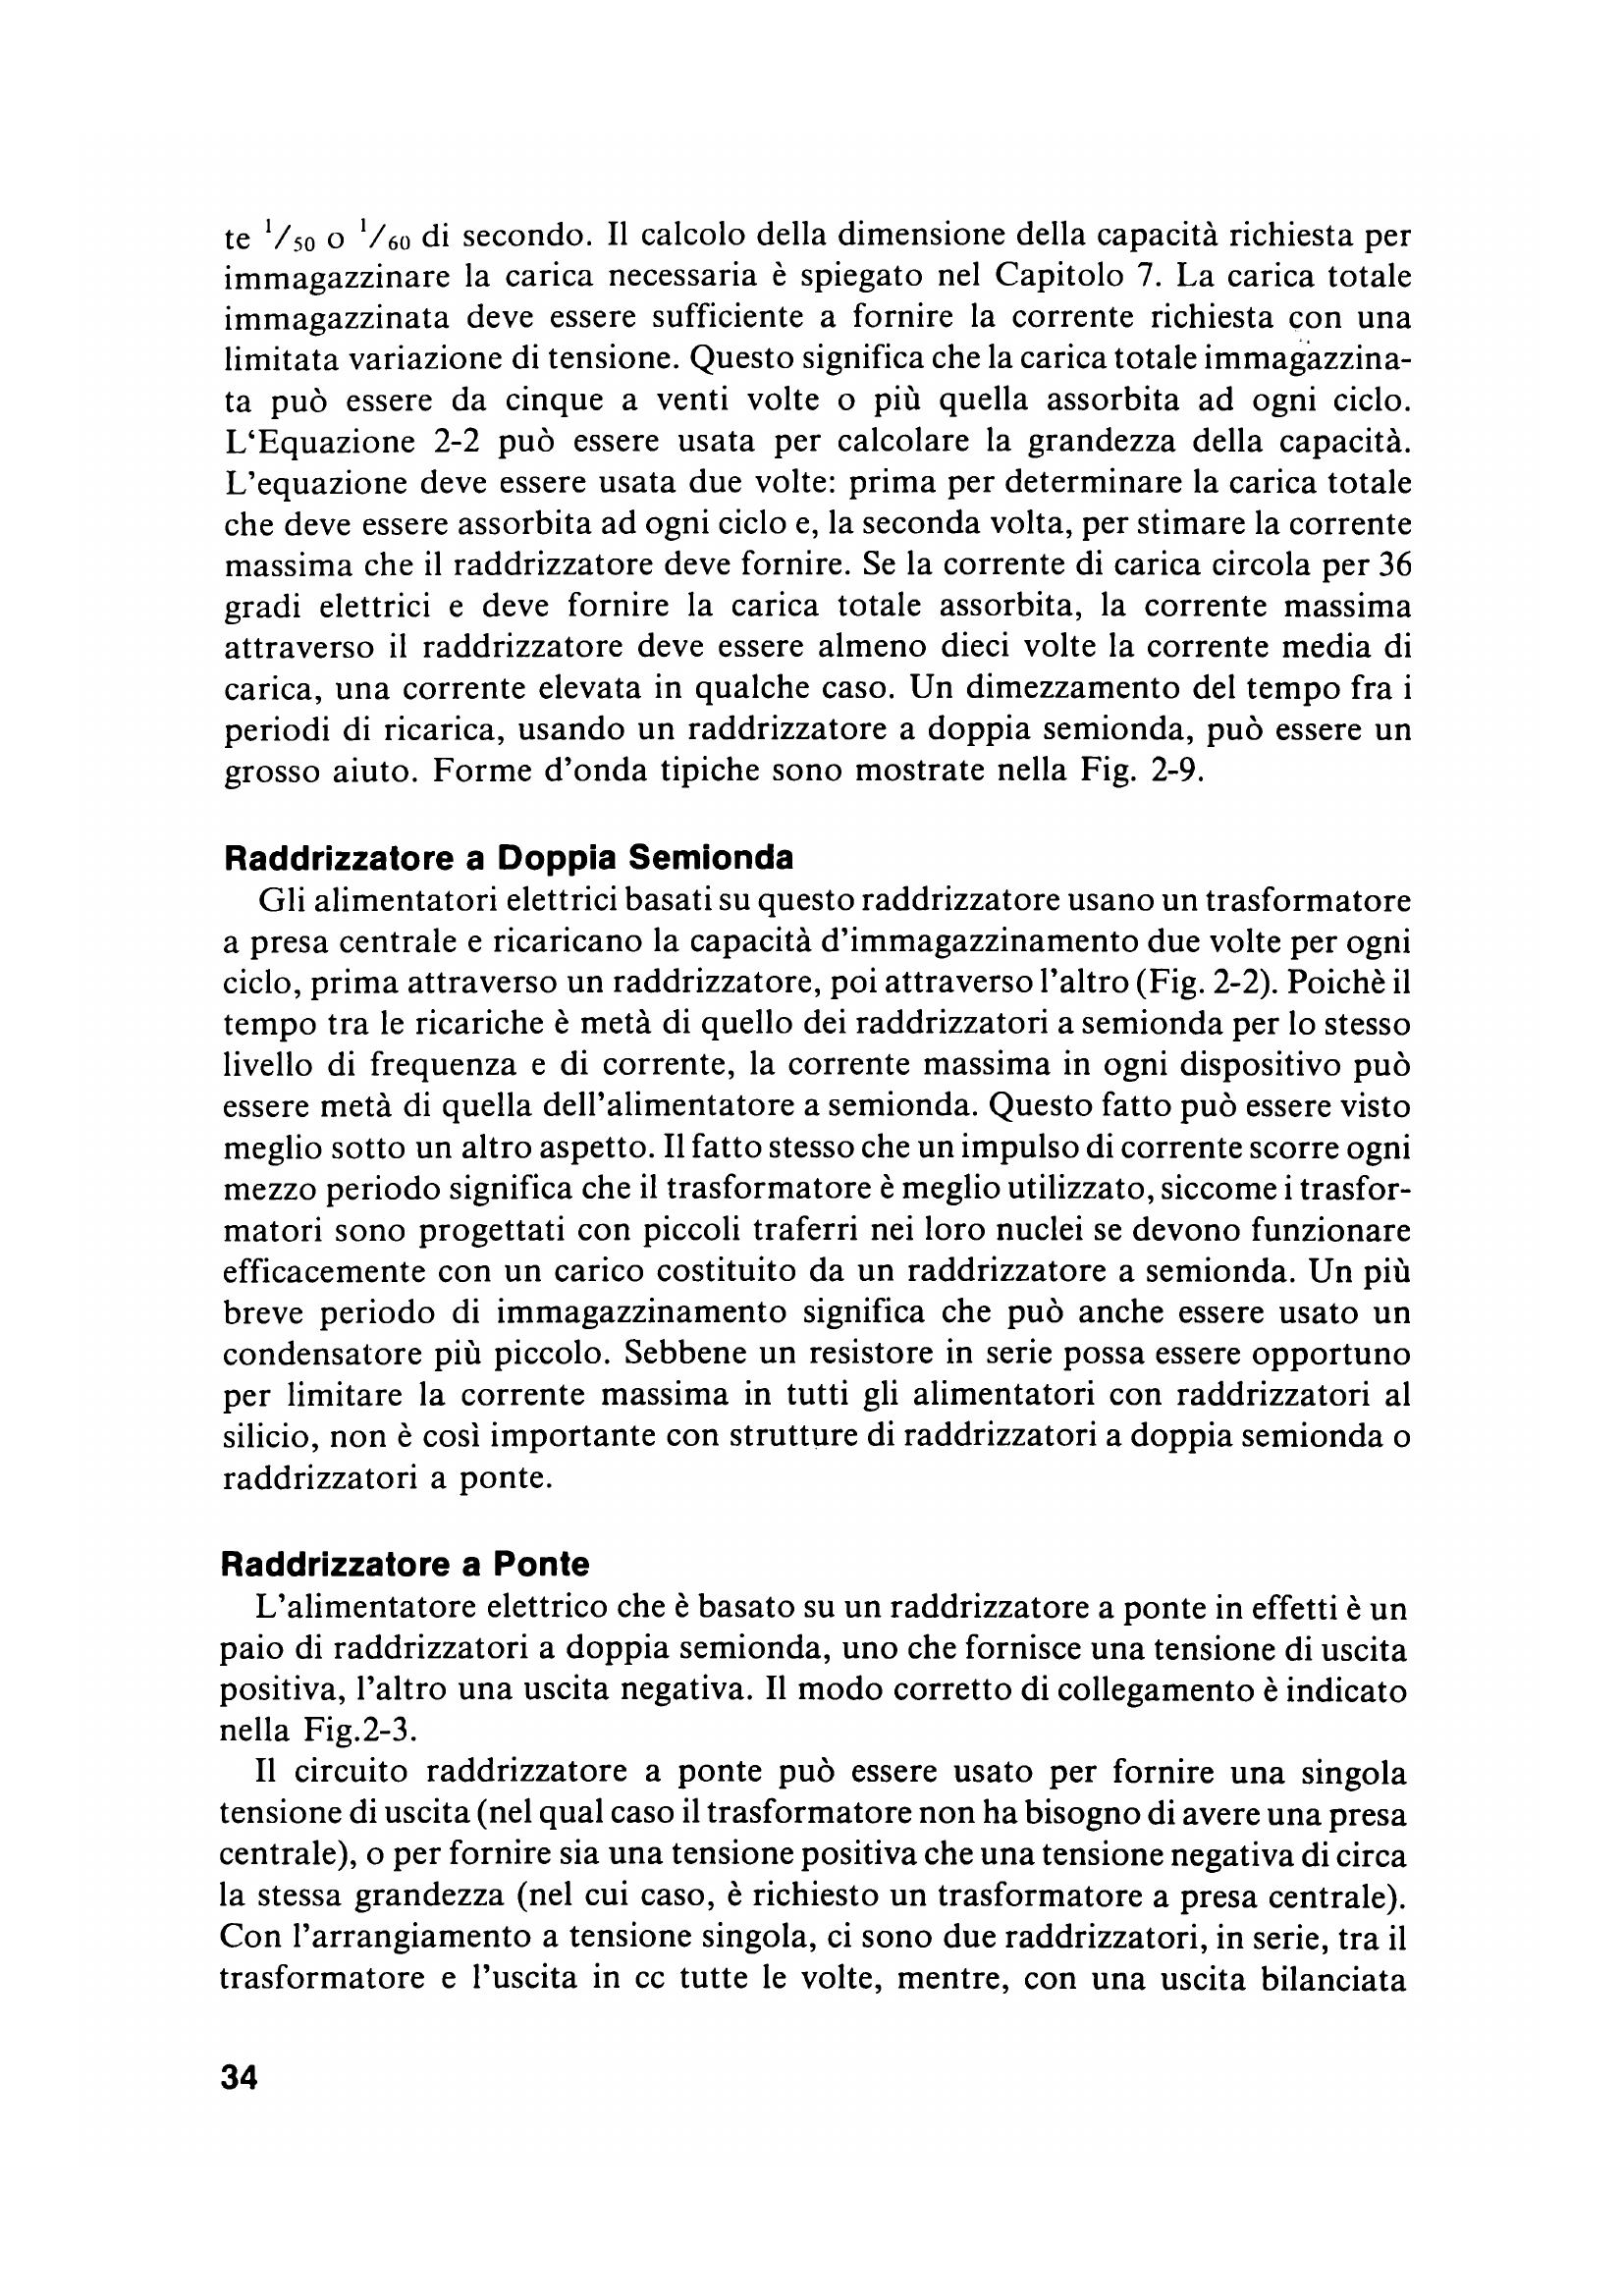 te 1/50 o 1/60 di secondo. Il calcolo della dimensione della capacità richiesta per
immagazzinare la carica necessaria è spiegato nel Capitolo 7. La carica totale
immagazzinata deve essere sufficiente a fornire la corrente richiesta con una
limitata variazione di tensione. Questo significa che la carica totale immagazzina-
ta può essere da cinque a venti volte o più quella assorbita ad ogni ciclo.
L‘Equazione 2-2 può essere usata per calcolare la grandezza della capacità.
L’equazione deve essere usata due volte: prima per determinare la carica totale
che deve essere assorbita ad ogni ciclo e, la seconda volta, per stimare la corrente
massima che il raddrizzatore deve fornire. Se la corrente di carica circola per 36
gradi elettrici e deve fornire la carica totale assorbita, la corrente massima
attraverso il raddrizzatore deve essere almeno dieci volte la corrente media di
carica, una corrente elevata in qualche caso. Un dimezzamento del tempo fra i
periodi di ricarica, usando un raddrizzatore a doppia semionda, può essere un
grosso aiuto. Forme d’onda tipiche sono mostrate nella Fig. 2-9.
Raddrizzatore a Doppia Semionda
Gli alimentatori elettrici basati su questo raddrizzatore usano un trasformatore
a presa centrale e ricaricano la capacità d’immagazzinamento due volte per ogni
ciclo, prima attraverso un raddrizzatore, poi attraverso l’altro (Fig. 2-2). Poichè il
tempo tra le ricariche è metà di quello dei raddrizzatori a semionda per lo stesso
livello di frequenza e di corrente, la corrente massima in ogni dispositivo può
essere metà di quella dell’alimentatore a semionda. Questo fatto può essere visto
meglio sotto un altro aspetto. Il fatto stesso che un impulso di corrente scorre ogni
mezzo periodo significa che il trasformatore è meglio utilizzato, siccome i trasfor-
matori sono progettati con piccoli traferri nei loro nuclei se devono funzionare
efficacemente con un carico costituito da un raddrizzatore a semionda. Un più
breve periodo di immagazzinamento significa che può anche essere usato un
condensatore più piccolo. Sebbene un resistore in serie possa essere opportuno
per limitare la corrente massima in tutti gli alimentatori con raddrizzatori al
silicio, non è così importante con strutture di raddrizzatori a doppia semionda o
raddrizzatori a ponte.
Raddrizzatore a Ponte
L’alimentatore elettrico che è basato su un raddrizzatore a ponte in effetti è un
paio di raddrizzatori a doppia semionda, uno che fornisce una tensione di uscita
positiva, l’altro una uscita negativa. Il modo corretto di collegamento è indicato
nella Fig.2-3.
Il circuito raddrizzatore a ponte può essere usato per fornire una singola
tensione di uscita (nel qual caso il trasformatore non ha bisogno di avere una presa
centrale), o per fornire sia una tensione positiva che una tensione negativa di circa
la stessa grandezza (nel cui caso, è richiesto un trasformatore a presa centrale).
Con l’arrangiamento a tensione singola, ci sono due raddrizzatori, in serie, tra il
trasformatore e l’uscita in cc tutte le volte, mentre, con una uscita bilanciata
34